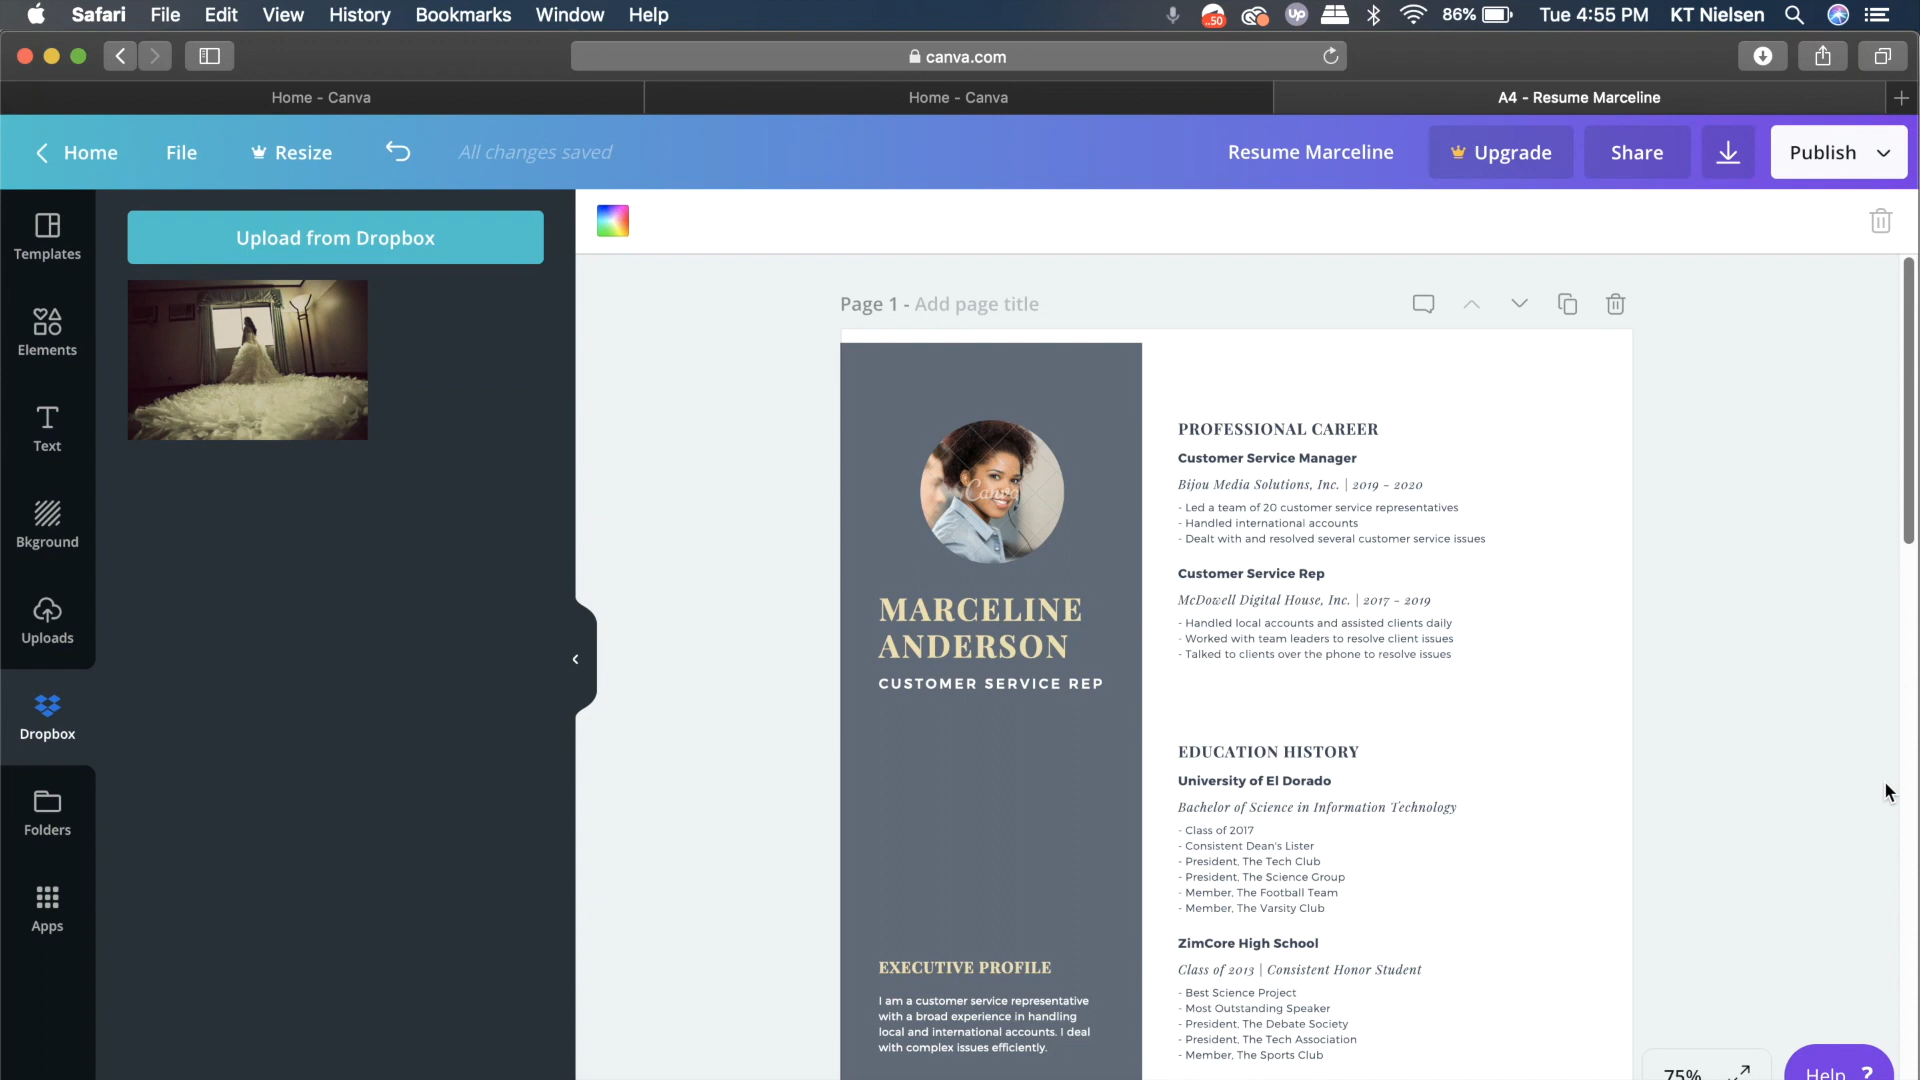 Safari File Edit View History Bookmarks Window Help
..50
Up
86%
Tue 4:55 PM KT Nielsen
canva.com
Home - Canva
Home - Canva
A4 - Resume Marceline
Home File Resize All changes saved
Resume Marceline Upgrade Share Publish
Templates
Elements
Text
Bkground
Uploads
Dropbox
Folders
Apps
Upload from Dropbox
Page 1 - Add page title
Canva
MARCELINE
ANDERSON
CUSTOMER SERVICE REP
EXECUTIVE PROFILE
I am a customer service representative
with a broad experience in handling
local and international accounts. I deal
with complex issues efficiently.
PROFESSIONAL CAREER
Customer Service Manager
Bijou Media Solutions, Inc. | 2019 - 2020
- Led a team of 20 customer service representatives
- Handled international accounts
- Dealt with and resolved several customer service issues
Customer Service Rep
McDowell Digital House, Inc. | 2017 - 2019
- Handled local accounts and assisted clients daily
- Worked with team leaders to resolve client issues
- Talked to clients over the phone to resolve issues
EDUCATION HISTORY
University of El Dorado
Bachelor of Science in Information Technology
- Class of 2017
- Consistent Dean's Lister
- President, The Tech Club
- President, The Science Group
- Member, The Football Team
- Member, The Varsity Club
ZimCore High School
Class of 2013 | Consistent Honor Student
- Best Science Project
- Most Outstanding Speaker
- President, The Debate Society
- President, The Tech Association
- Member, The Sports Club
75%
Help ?